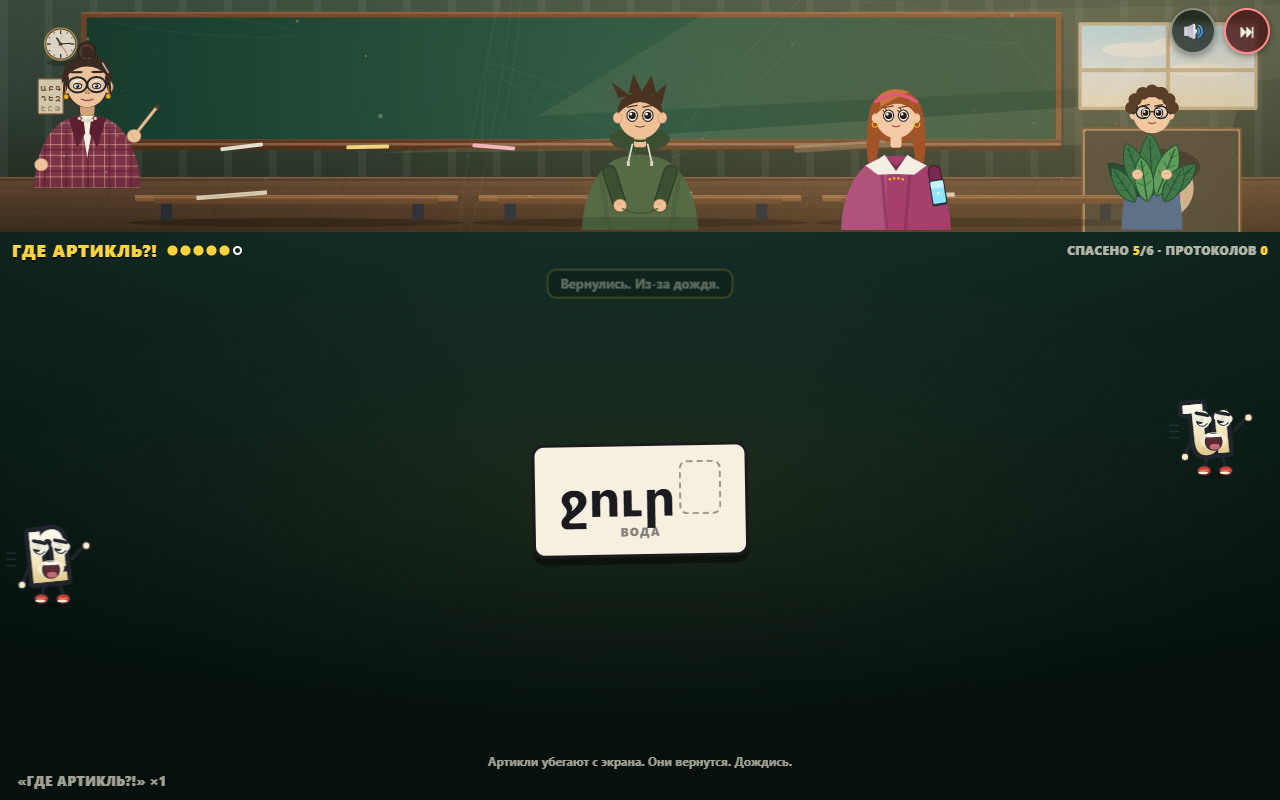 Ա Բ Գ
Դ Ե Զ
Է Ը Թ
ГДЕ АРТИКЛЬ?!
СПАСЕНО 5/6 · ПРОТОКОЛОВ 0
Вернулись. Из-за дождя.
ջուր
ВОДА
Ն
Ը
Артикли убегают с экрана. Они вернутся. Дождись.
«ГДЕ АРТИКЛЬ?!» ×1